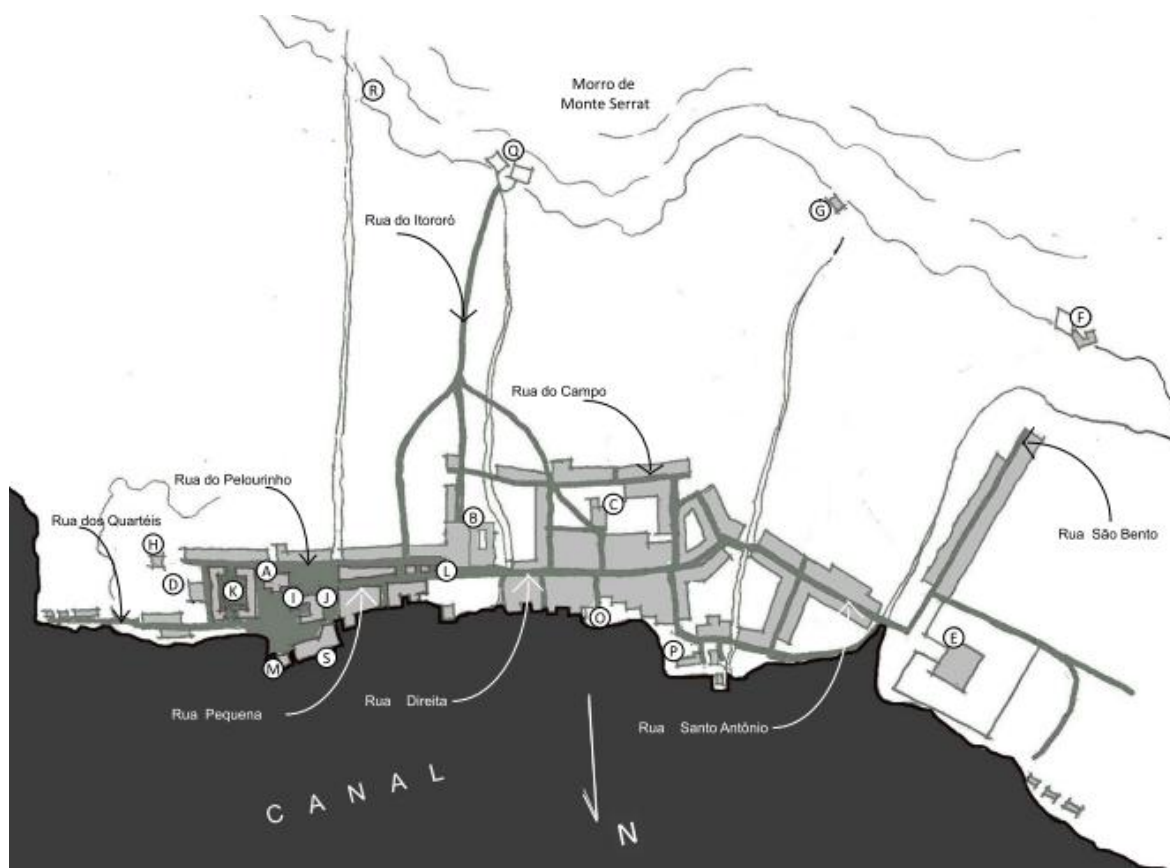 Morro de
Monte Serrat
R
Q
G
Rua do Itororó
F
Rua do Campo
Rua do Pelourinho
Rua dos Quartéis
C
B
Rua São Bento
H
A
L
D
K
I
J
O
E
P
M
S
Rua Pequena
Rua Direita
Rua Santo Antônio
CANAL
N